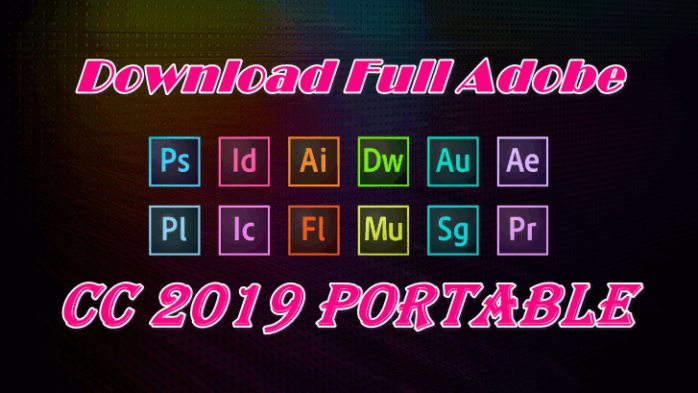 Download Full Adobe
Ps Id Ai Dw Au Ae
Pl Ic Fl Mu Sg Pr
CC 2019 PORTABLE